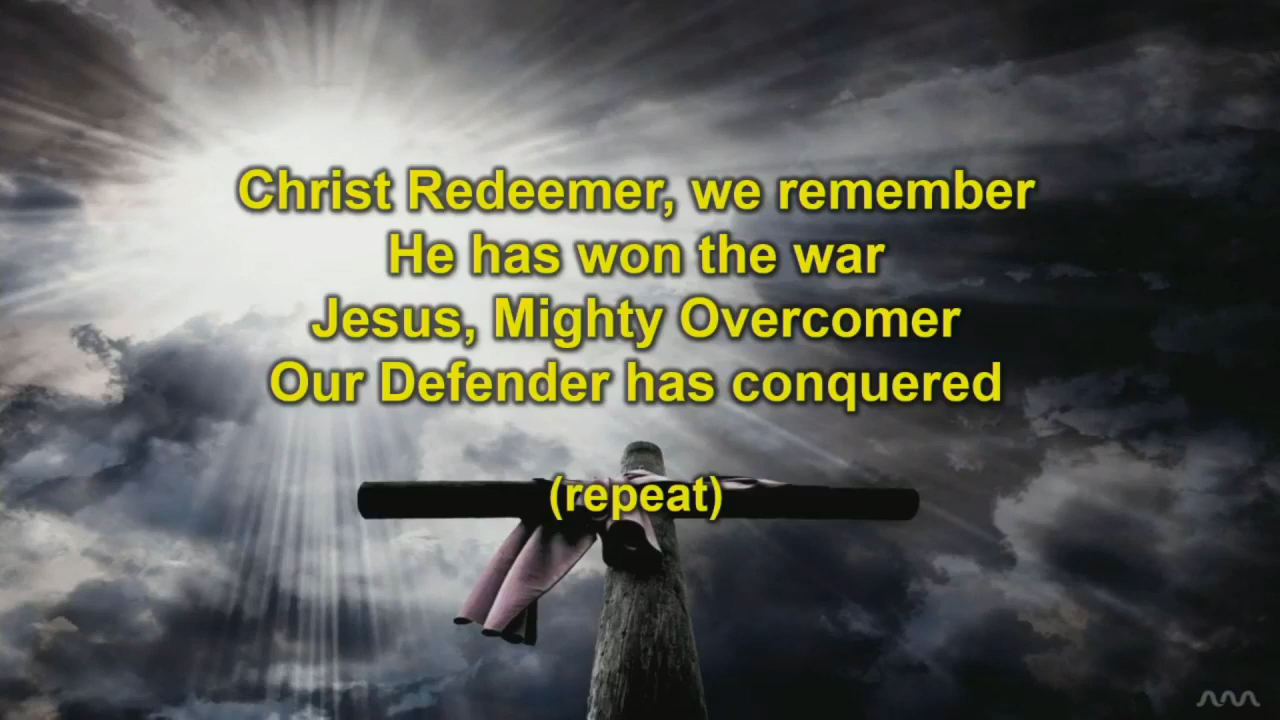 Christ Redeemer, we remember
He has won the war
Jesus, Mighty Overcomer
Our Defender has conquered
(repeat)